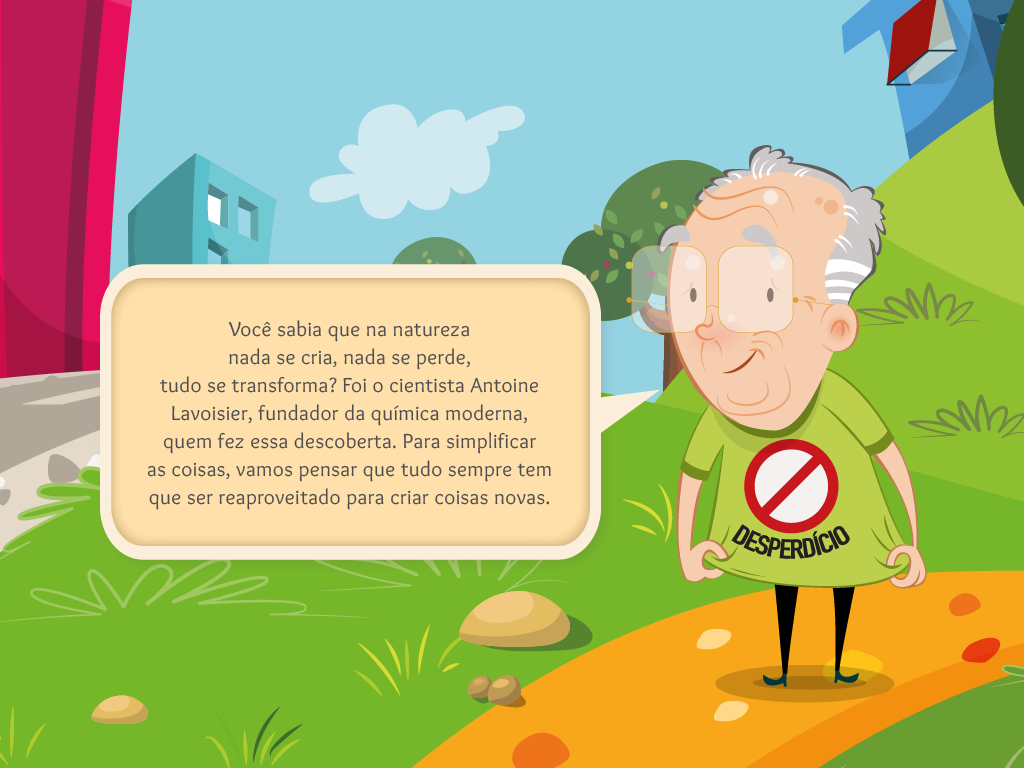 Você sabia que na natureza
nada se cria, nada se perde,
tudo se transforma? Foi o cientista Antoine
Lavoisier, fundador da química moderna,
quem fez essa descoberta. Para simplificar
as coisas, vamos pensar que tudo sempre tem
que ser reaproveitado para criar coisas novas.
DESPERDÍCIO